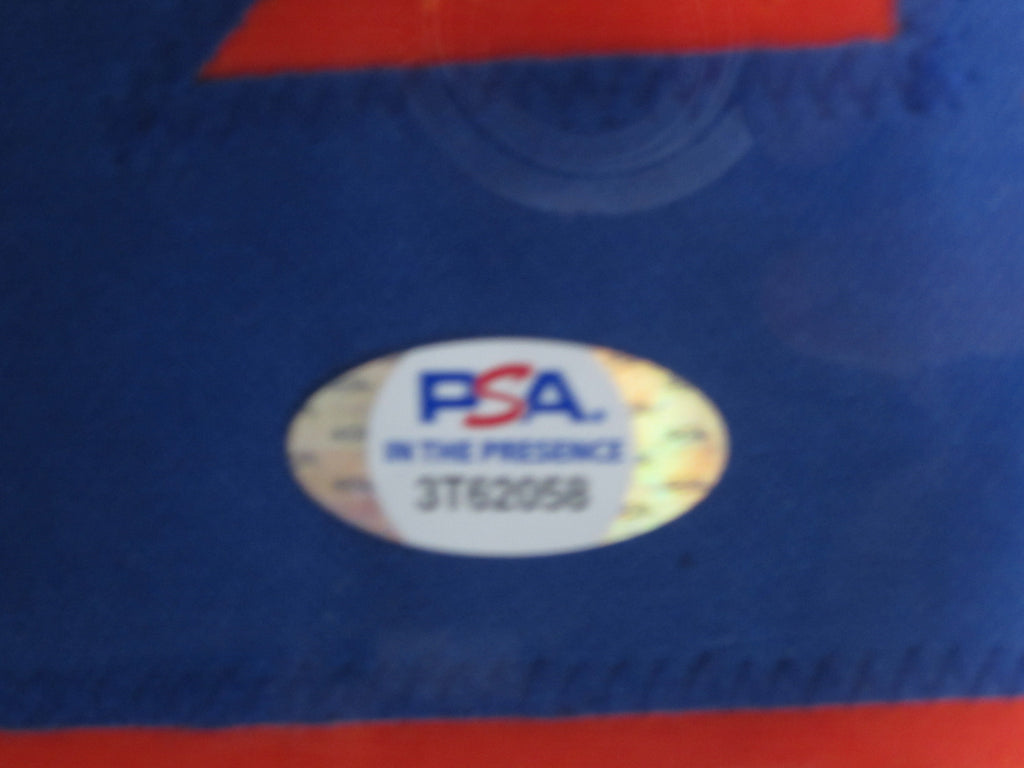 PSA
IN THE PRESENCE
3T62058